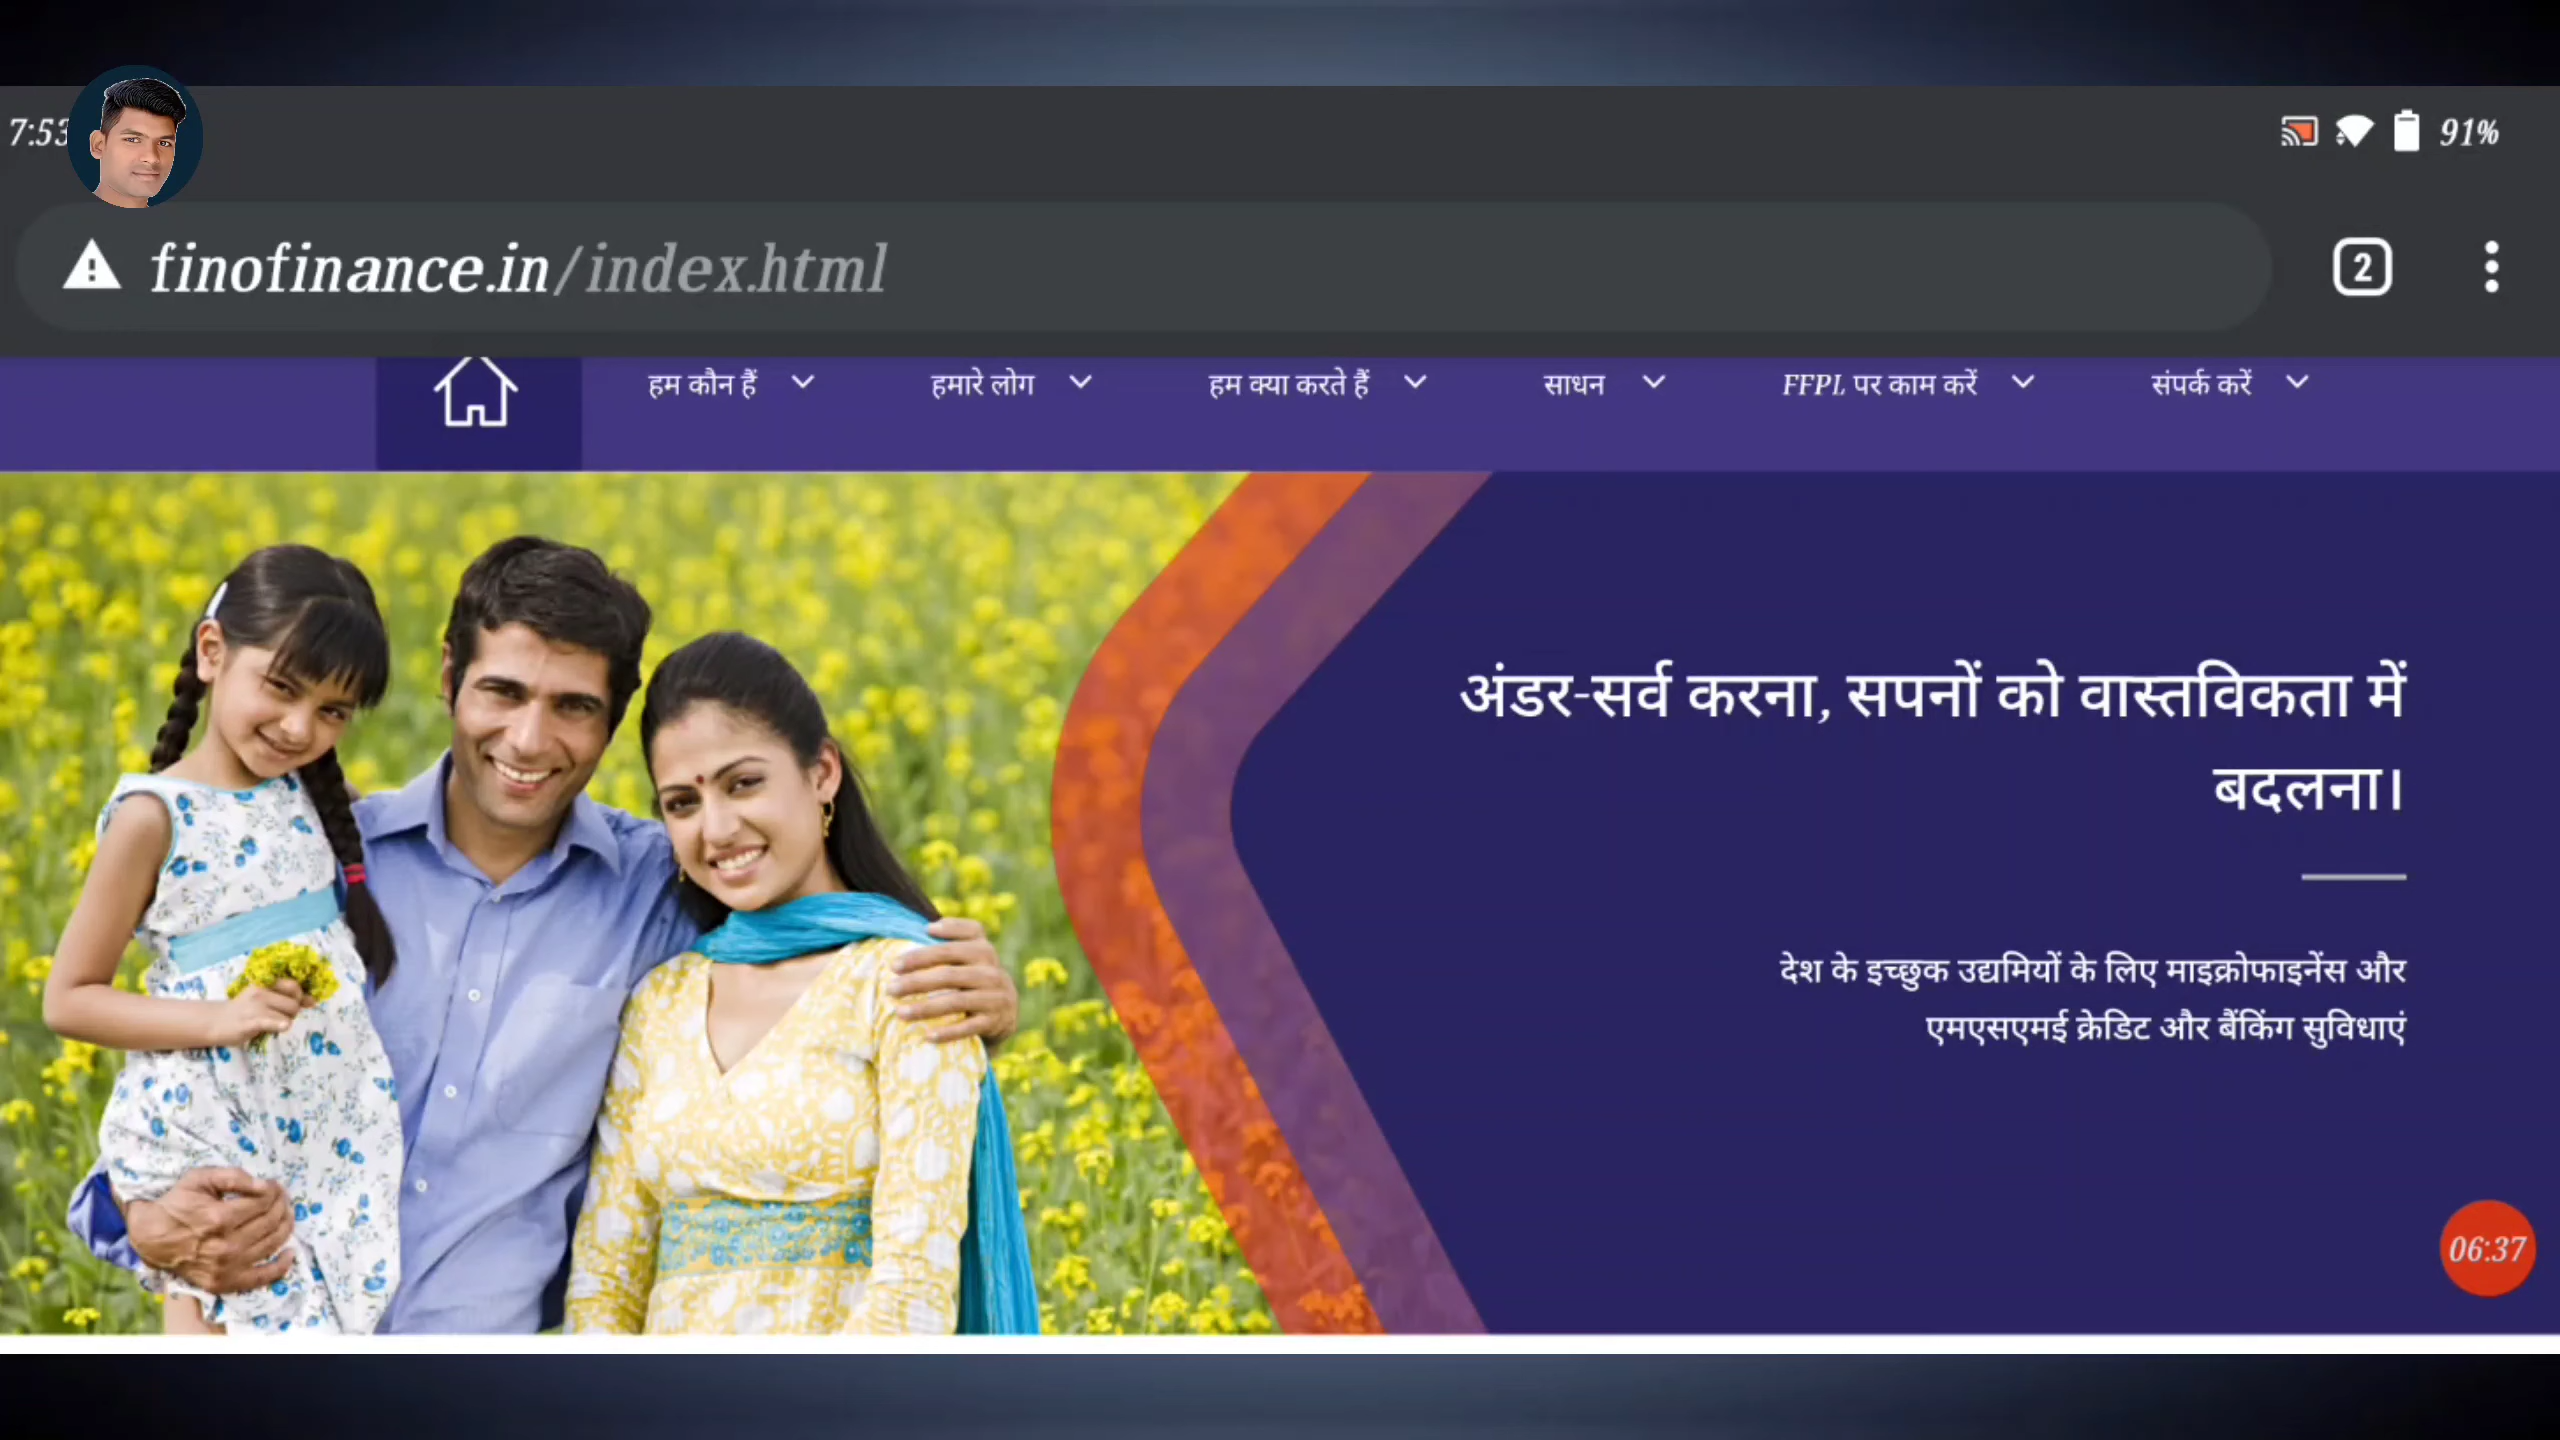 7:53
91%
finofinance.in/index.html
2
हम कौन हैं
हमारे लोग
हम क्या करते हैं
साधन
FFPL पर काम करें
संपर्क करें
अंडर-सर्व करना, सपनों को वास्तविकता में
बदलना।
देश के इच्छुक उद्यमियों के लिए माइक्रोफाइनेंस और
एमएसएमई क्रेडिट और बैंकिंग सुविधाएं
06:37